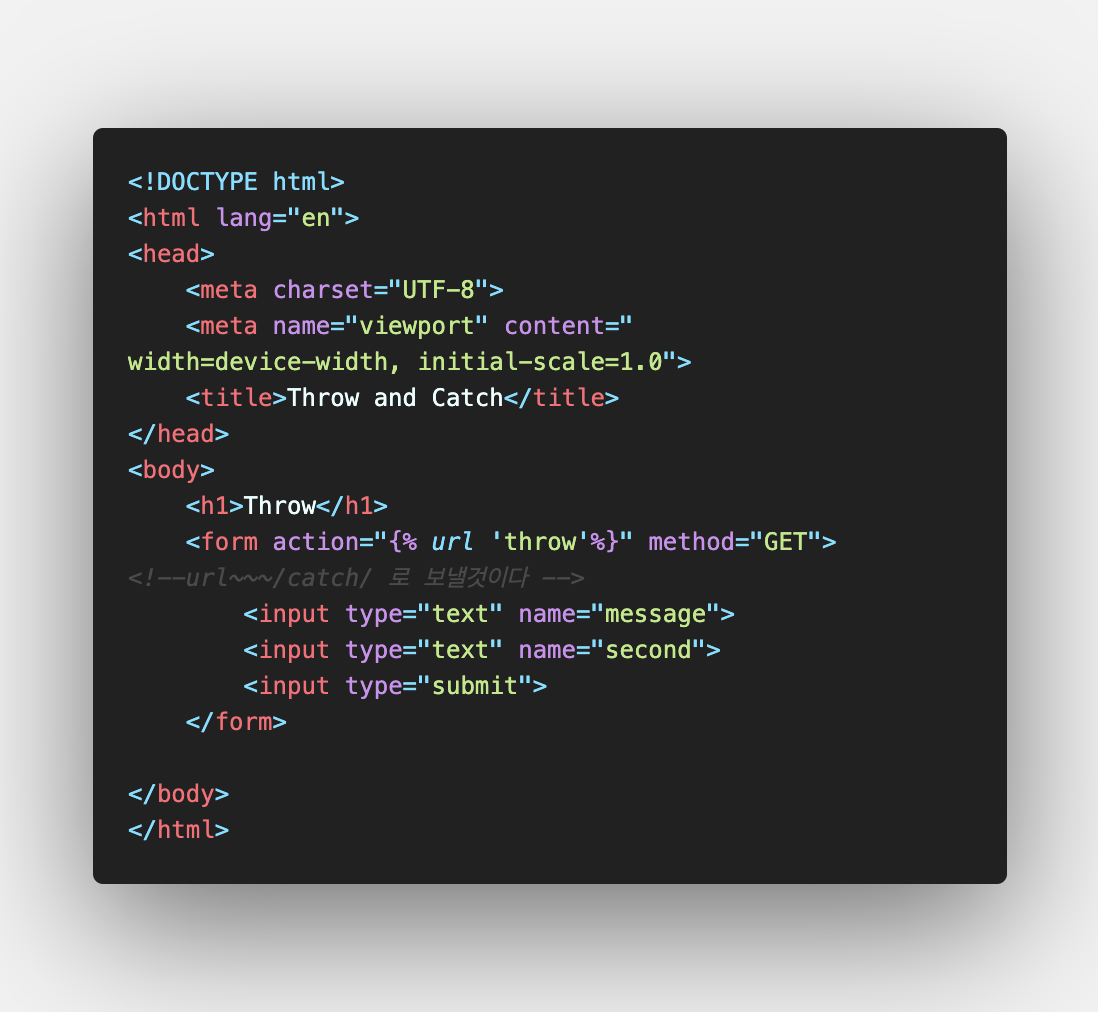 <!DOCTYPE html>
<html lang="en">
<head>
    <meta charset="UTF-8">
    <meta name="viewport" content="
width=device-width, initial-scale=1.0">
    <title>Throw and Catch</title>
</head>
<body>
    <h1>Throw</h1>
    <form action="{% url 'throw'%}" method="GET">
<!--url~~~/catch/ 로 보낼것이다 -->
        <input type="text" name="message">
        <input type="text" name="second">
        <input type="submit">
    </form>

</body>
</html>